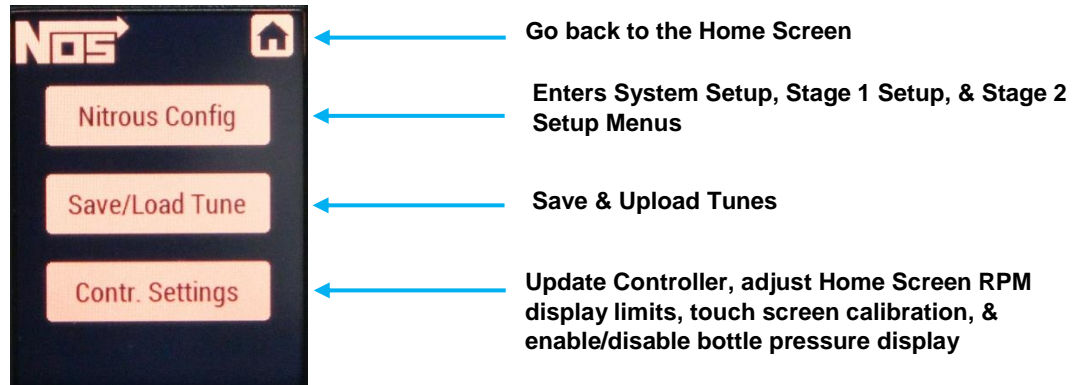 NOS
Go back to the Home Screen
Nitrous Config
Enters System Setup, Stage 1 Setup, & Stage 2
Setup Menus
Save/Load Tune
Save & Upload Tunes
Contr. Settings
Update Controller, adjust Home Screen RPM
display limits, touch screen calibration, &
enable/disable bottle pressure display